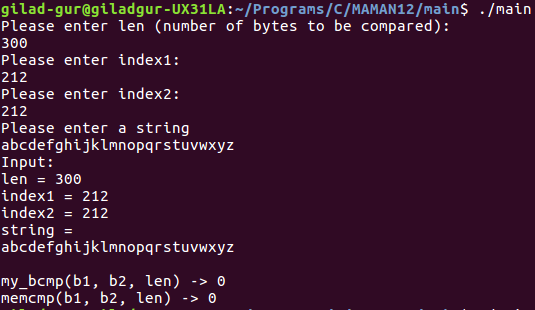 gilad-gur@giladgur-UX31LA:~/Programs/C/MAMAN12/main$ ./main
Please enter len (number of bytes to be compared):
300
Please enter index1:
212
Please enter index2:
212
Please enter a string
abcdefghijklmnopqrstuvwxyz
Input:
len = 300
index1 = 212
index2 = 212
string =
abcdefghijklmnopqrstuvwxyz
my_bcmp(b1, b2, len) -> 0
memcmp(b1, b2, len) -> 0